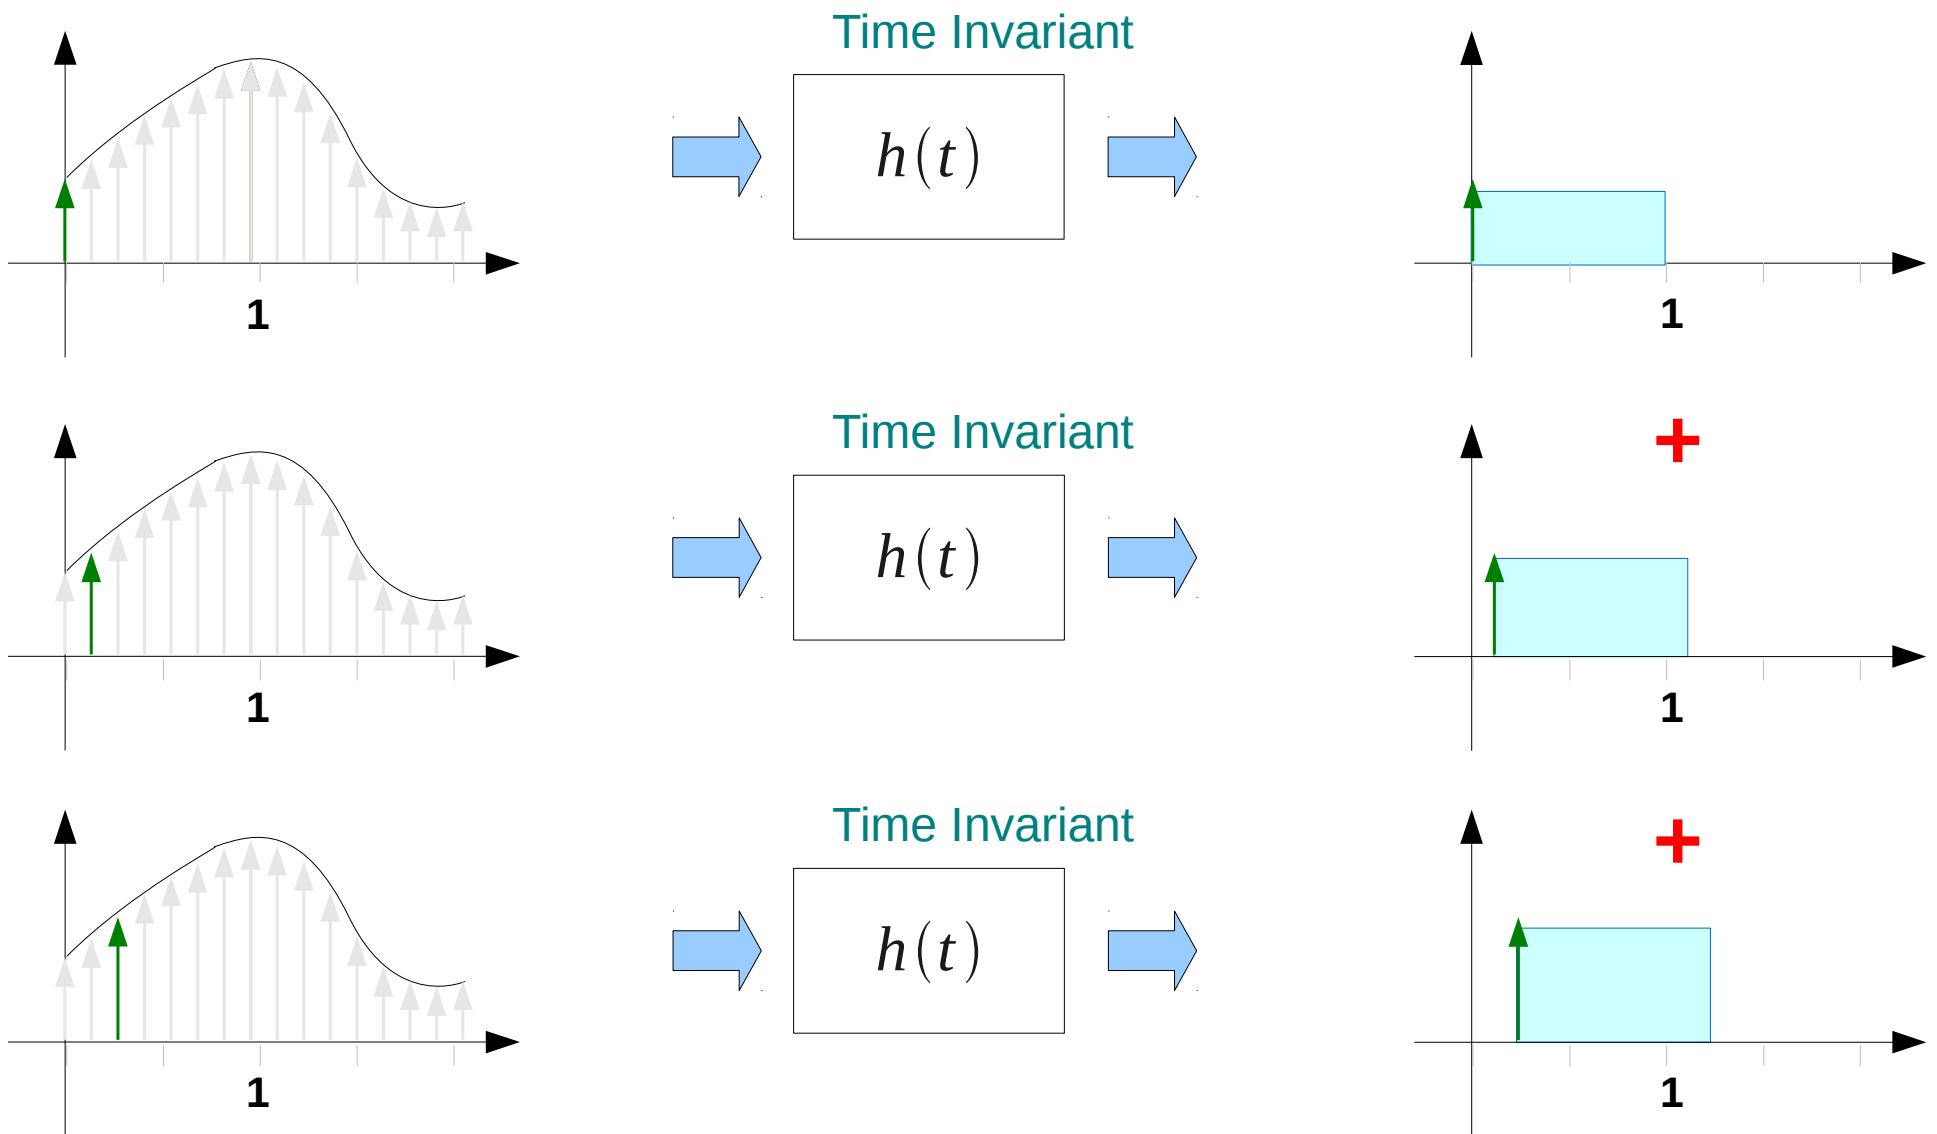 Time Invariant
h(t)
1
1
+
Time Invariant
h(t)
1
1
+
Time Invariant
h(t)
1
1